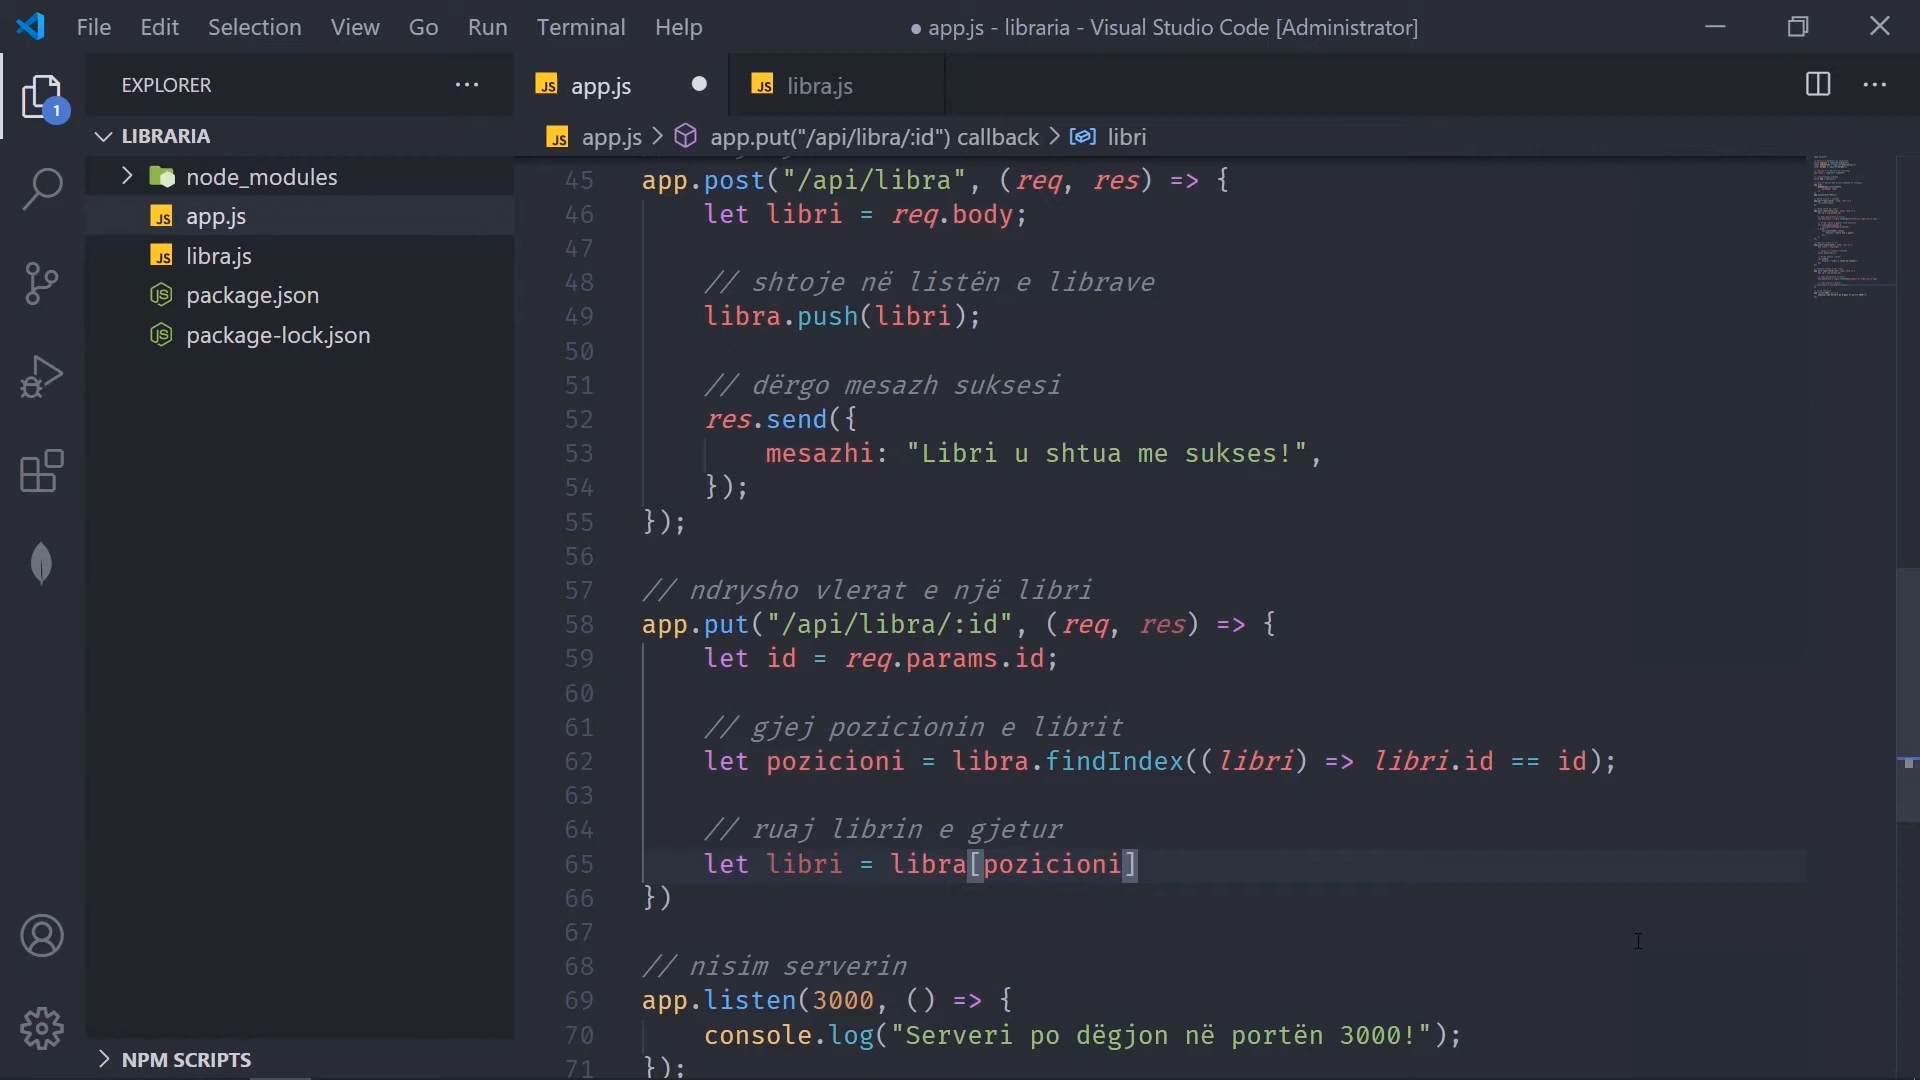 File Edit Selection View Go Run Terminal Help
● app.js - libraria - Visual Studio Code [Administrator]
1
EXPLORER
LIBRARIA
node_modules
JS app.js
JS libra.js
package.json
package-lock.json
NPM SCRIPTS
JS app.js
JS libra.js
JS app.js > app.put("/api/libra/:id") callback > libri
45 app.post("/api/libra", (req, res) => {
46 let libri = req.body;
47
48 // shtoje në listën e librave
49 libra.push(libri);
50
51 // dërgo mesazh suksesi
52 res.send({
53 mesazhi: "Libri u shtua me sukses!",
54 });
55 });
56
57 // ndrysho vlerat e një libri
58 app.put("/api/libra/:id", (req, res) => {
59 let id = req.params.id;
60
61 // gjej pozicionin e librit
62 let pozicioni = libra.findIndex((libri) => libri.id == id);
63
64 // ruaj librin e gjetur
65 let libri = libra[pozicioni]
66 })
67
68 // nisim serverin
69 app.listen(3000, () => {
70 console.log("Serveri po dëgjon në portën 3000!");
71 });